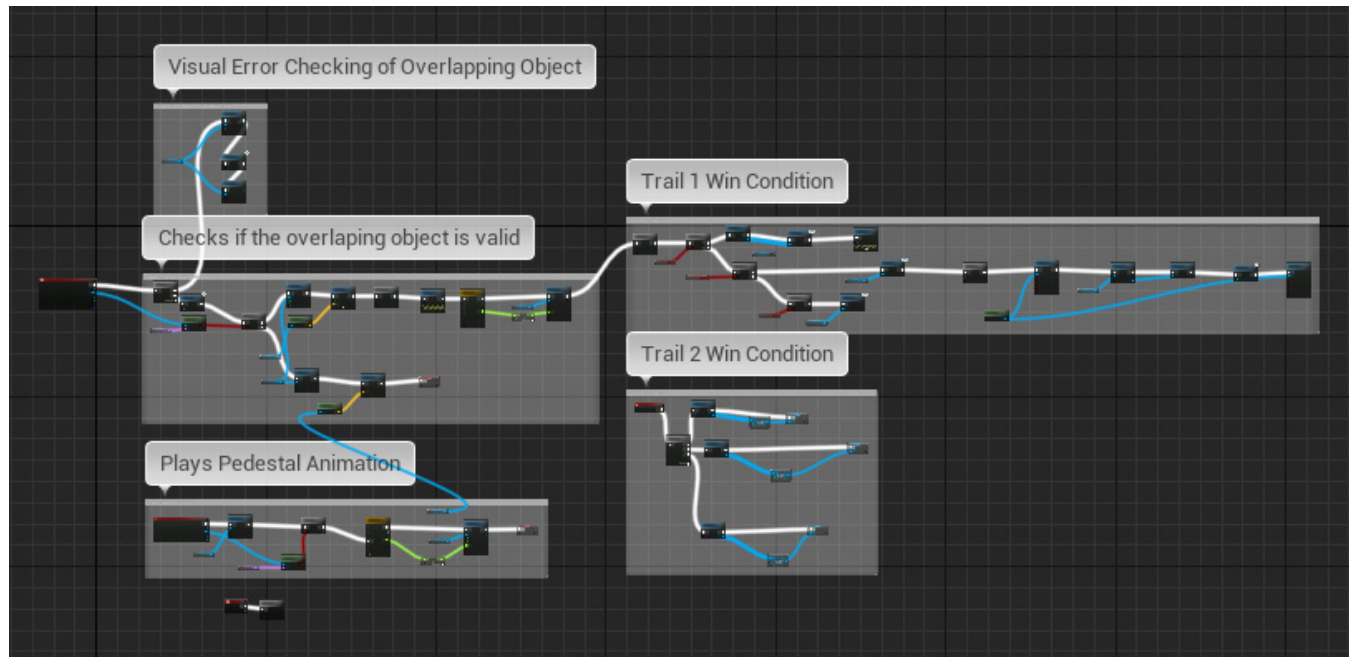 Visual Error Checking of Overlapping Object
Checks if the overlaping object is valid
Plays Pedestal Animation
Trail 1 Win Condition
Trail 2 Win Condition